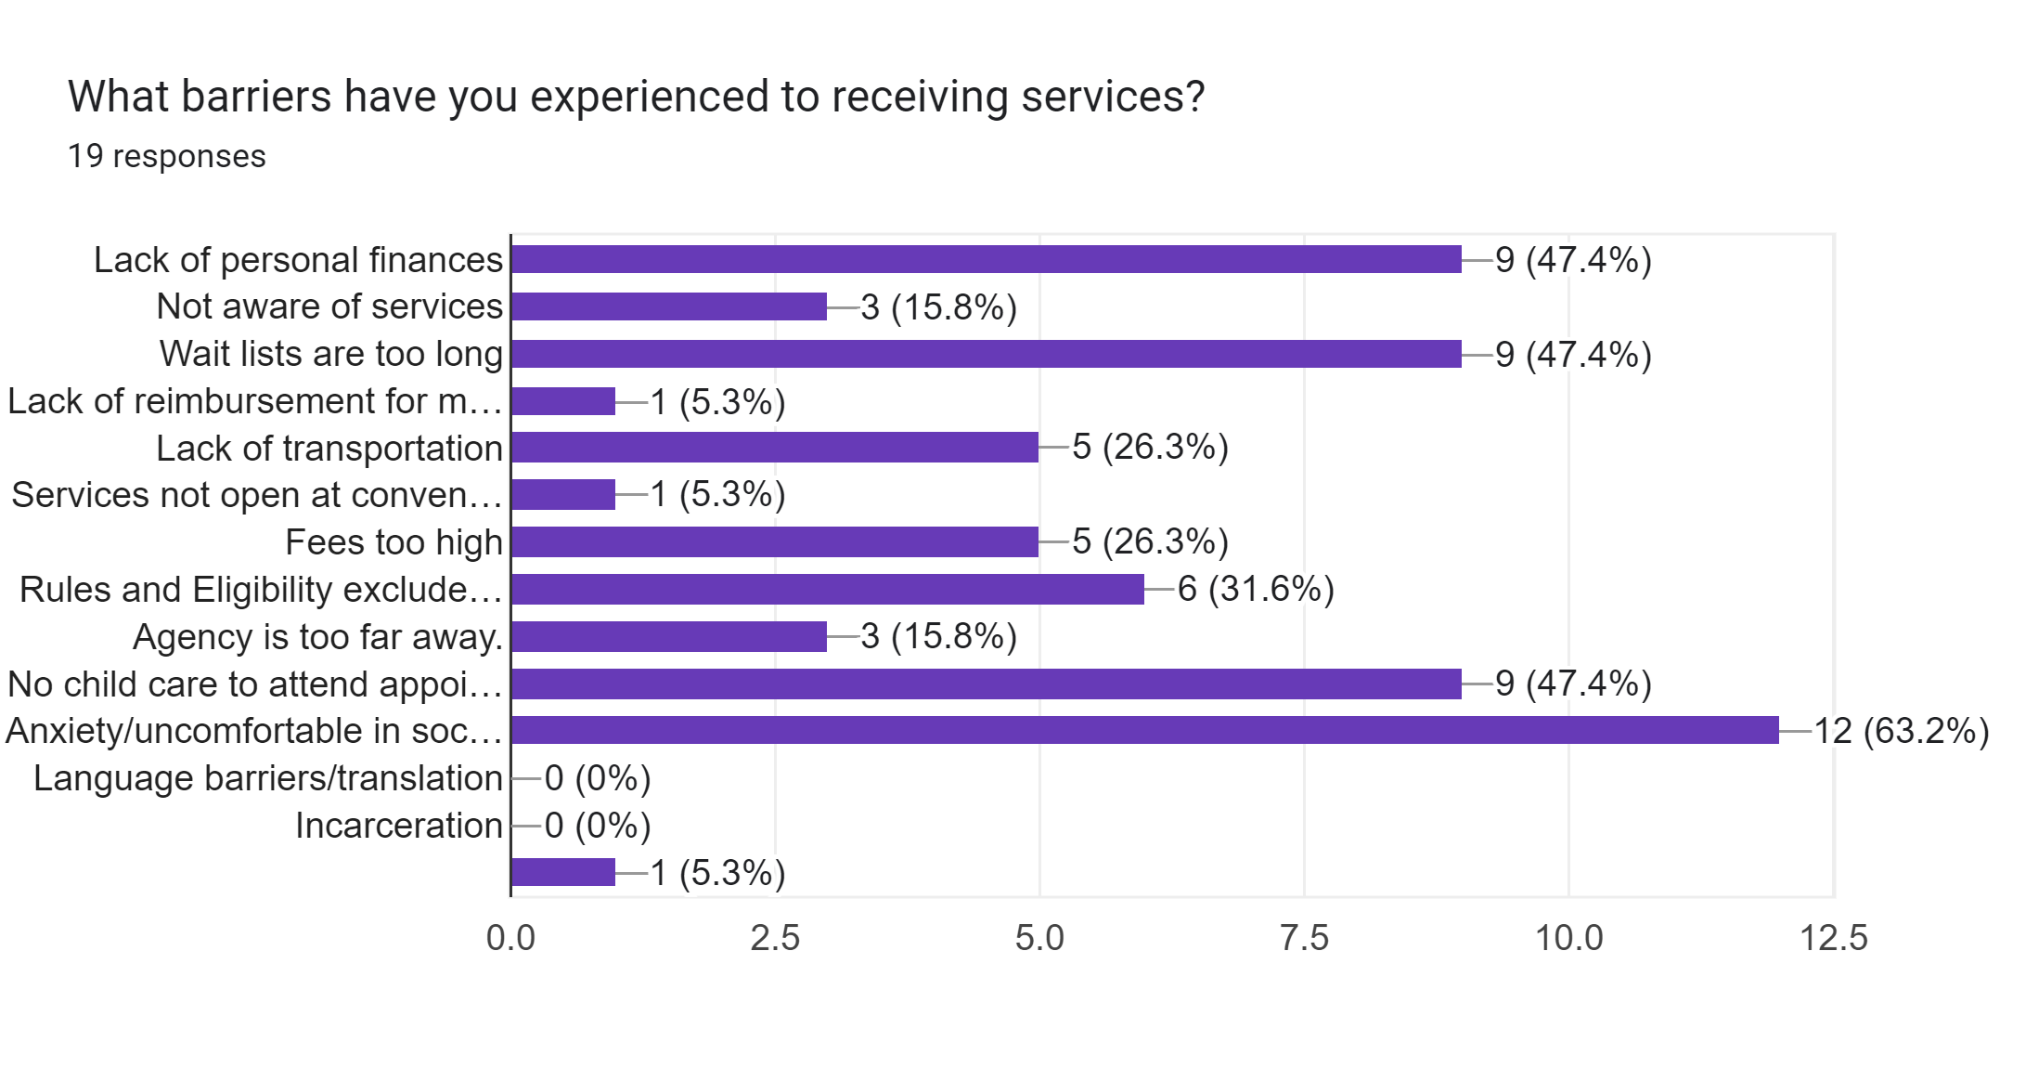 What barriers have you experienced to receiving services?
19 responses
Lack of personal finances 9 (47.4%)
Not aware of services 3 (15.8%)
Wait lists are too long 9 (47.4%)
Lack of reimbursement for m… 1 (5.3%)
Lack of transportation 5 (26.3%)
Services not open at conven… 1 (5.3%)
Fees too high 5 (26.3%)
Rules and Eligibility exclude… 6 (31.6%)
Agency is too far away. 3 (15.8%)
No child care to attend appoi… 9 (47.4%)
Anxiety/uncomfortable in soc… 12 (63.2%)
Language barriers/translation 0 (0%)
Incarceration 0 (0%)
1 (5.3%)
0.0 2.5 5.0 7.5 10.0 12.5